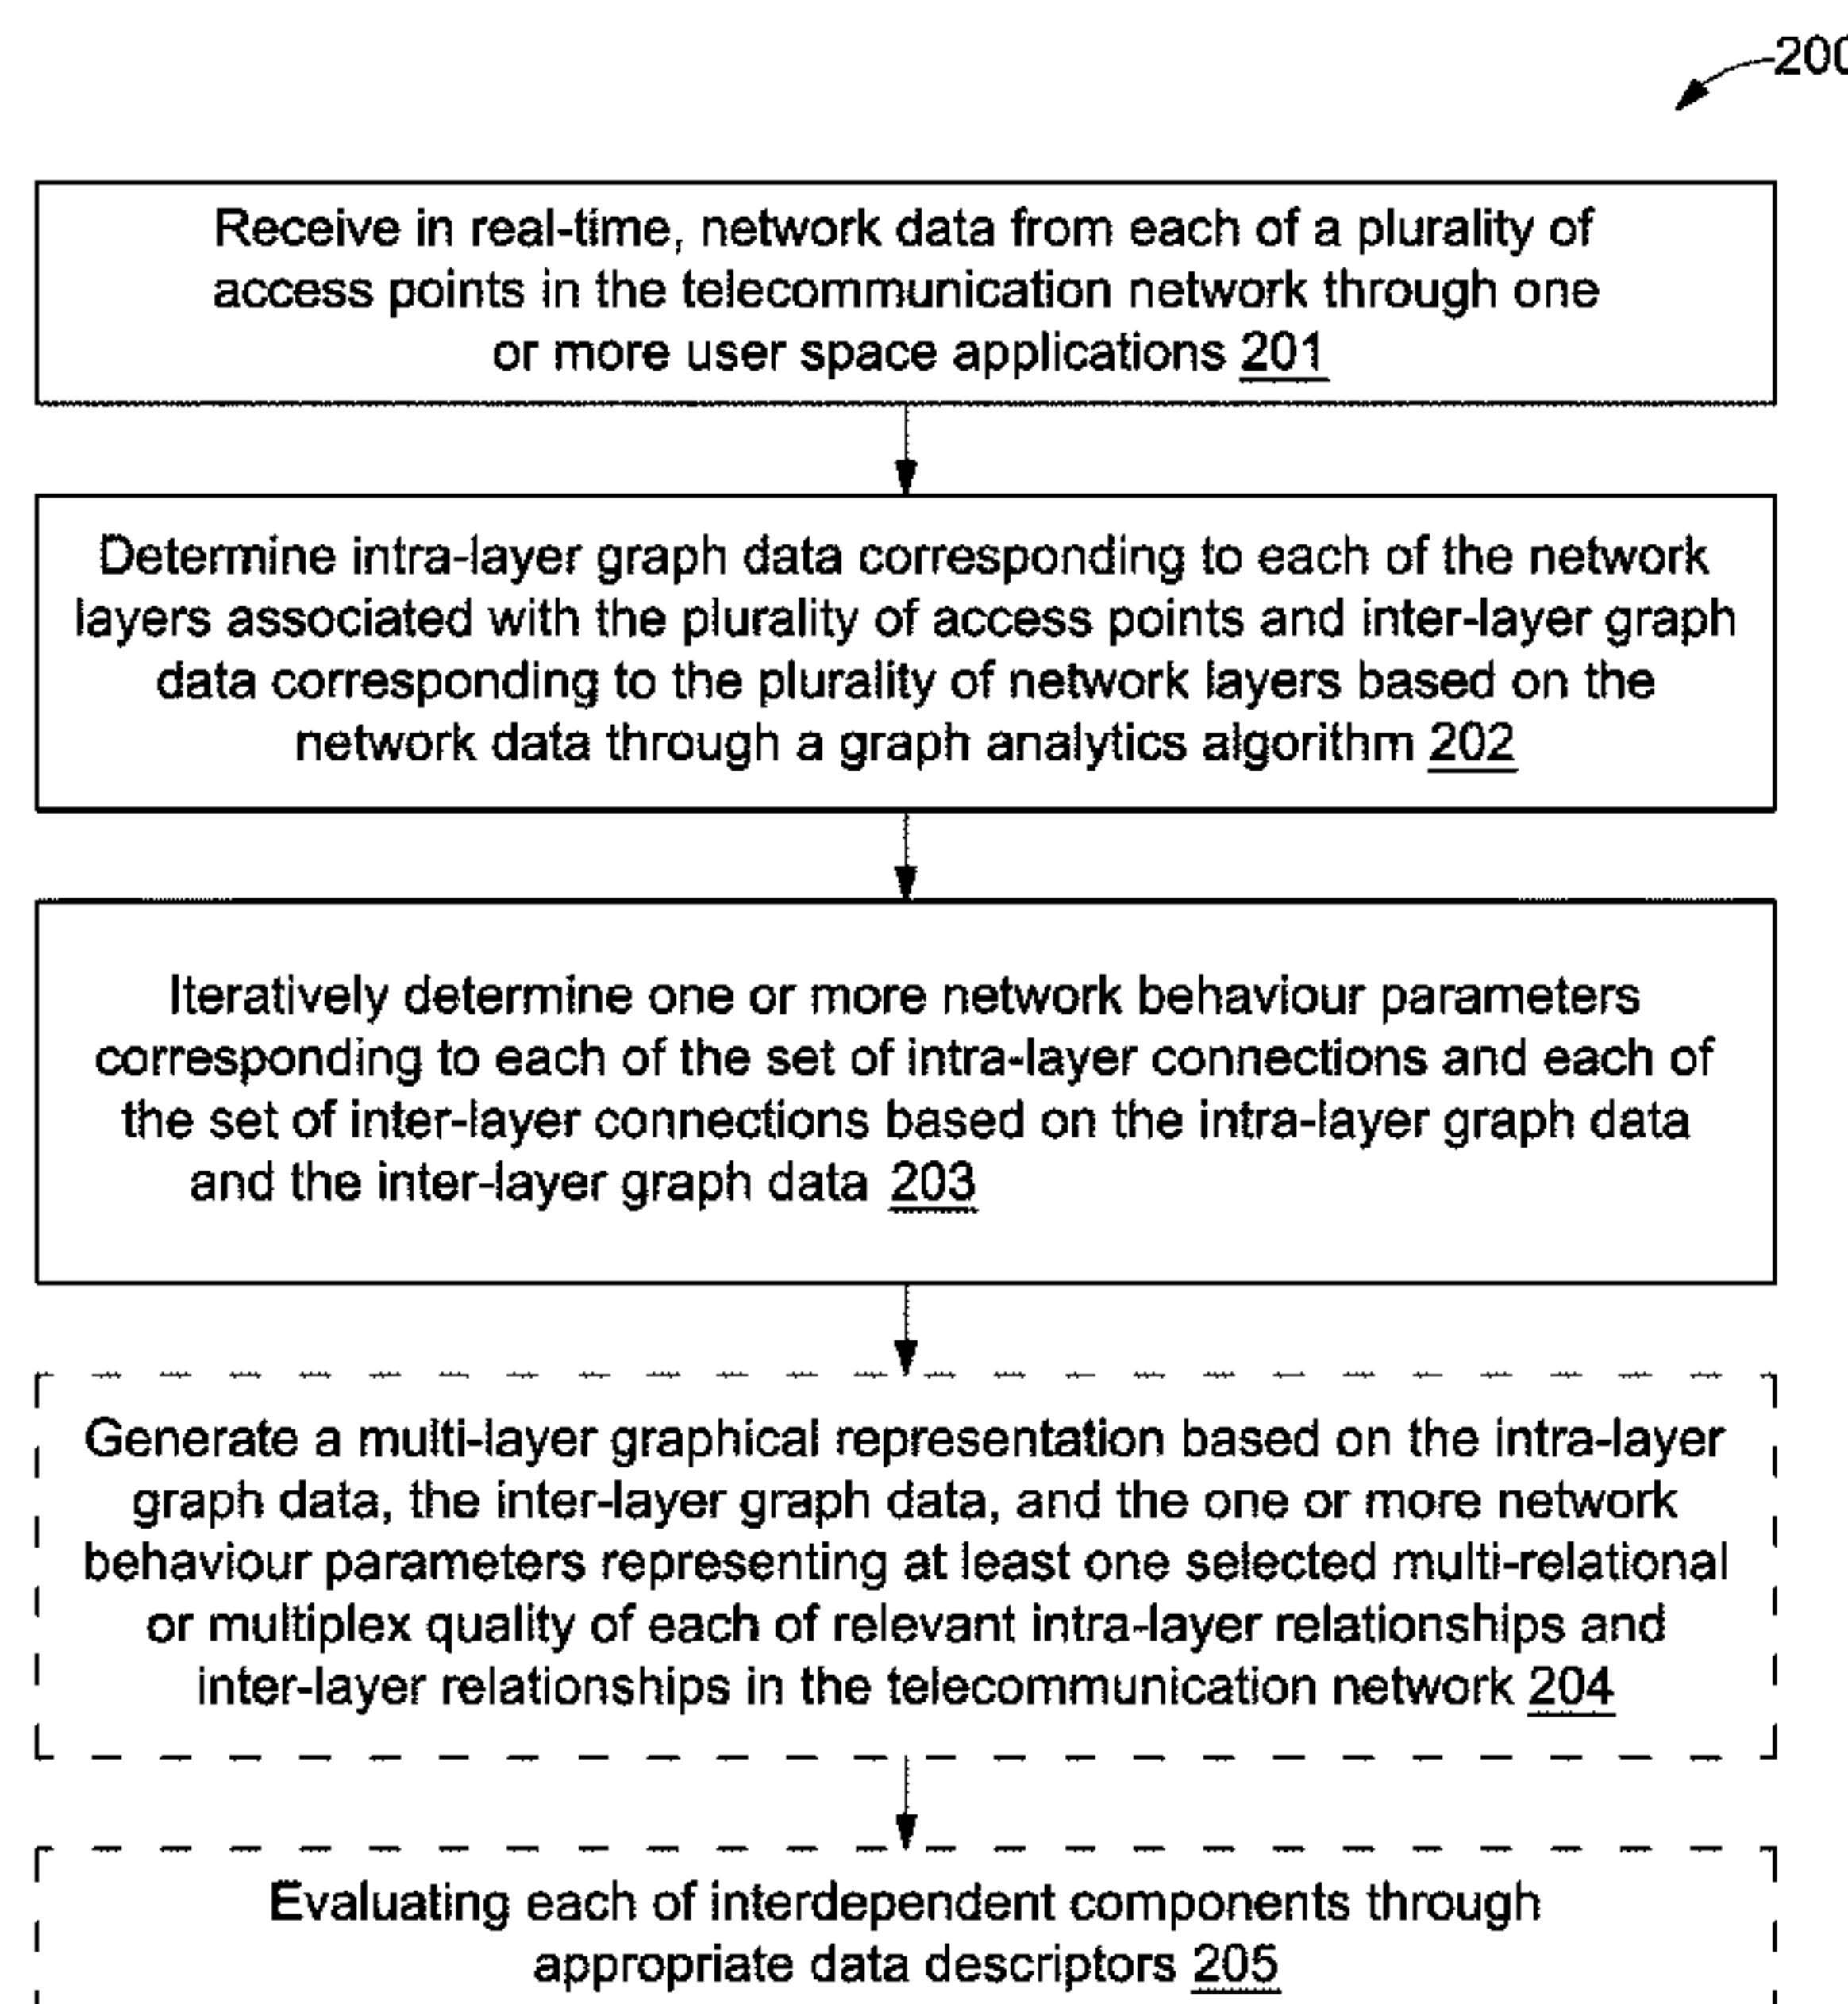 200
Receive in real-time, network data from each of a plurality of
access points in the telecommunication network through one
or more user space applications 201
Determine intra-layer graph data corresponding to each of the network
layers associated with the plurality of access points and inter-layer graph
data corresponding to the plurality of network layers based on the
network data through a graph analytics algorithm 202
Iteratively determine one or more network behaviour parameters
corresponding to each of the set of intra-layer connections and each of
the set of inter-layer connections based on the intra-layer graph data
and the inter-layer graph data 203
Generate a multi-layer graphical representation based on the intra-layer
graph data, the inter-layer graph data, and the one or more network
behaviour parameters representing at least one selected multi-relational
or multiplex quality of each of relevant intra-layer relationships and
inter-layer relationships in the telecommunication network 204
Evaluating each of interdependent components through
appropriate data descriptors 205